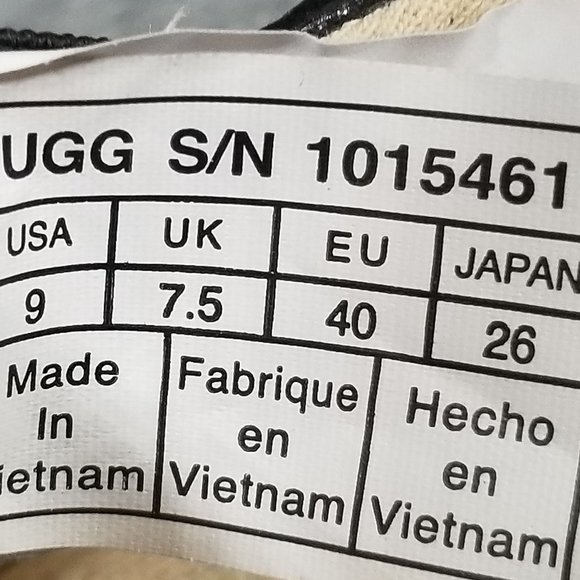 UGG S/N 1015461
USA UK EU JAPAN
9 7.5 40 26
Made In Vietnam
Fabrique en Vietnam
Hecho en Vietnam